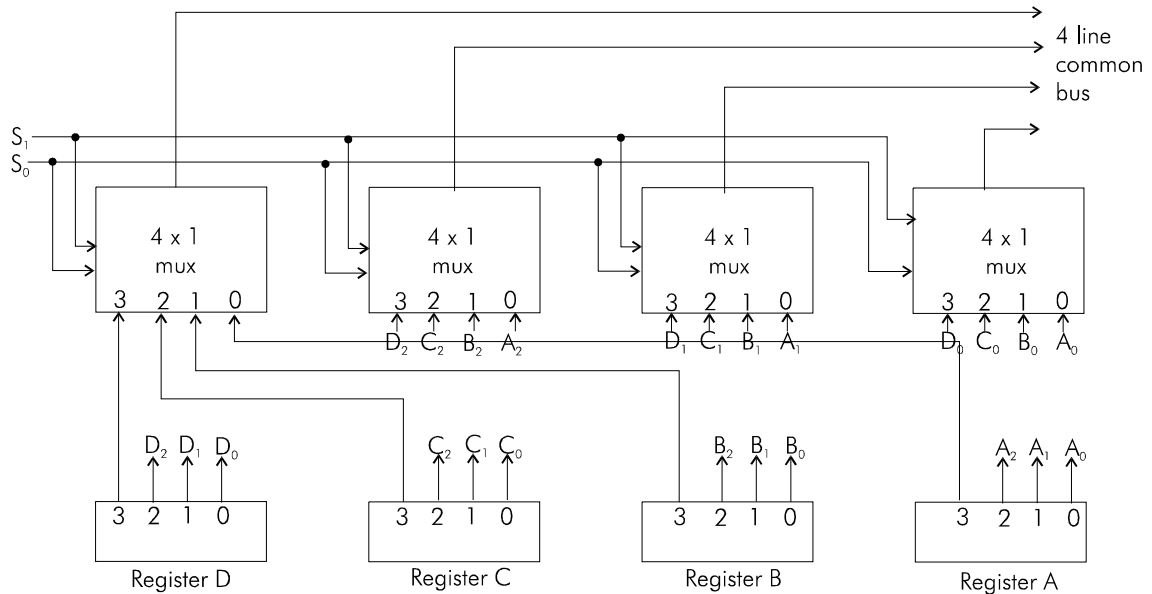 4 line
common
bus
S₁
S₀
4 x 1
mux
3 2 1 0
4 x 1
mux
3 2 1 0
4 x 1
mux
3 2 1 0
4 x 1
mux
3 2 1 0
D₂ C₂ B₂ A₂
D₁ C₁ B₁ A₁
D₀ C₀ B₀ A₀
D₂ D₁ D₀
C₂ C₁ C₀
B₂ B₁ B₀
A₂ A₁ A₀
3 2 1 0
3 2 1 0
3 2 1 0
3 2 1 0
Register D
Register C
Register B
Register A